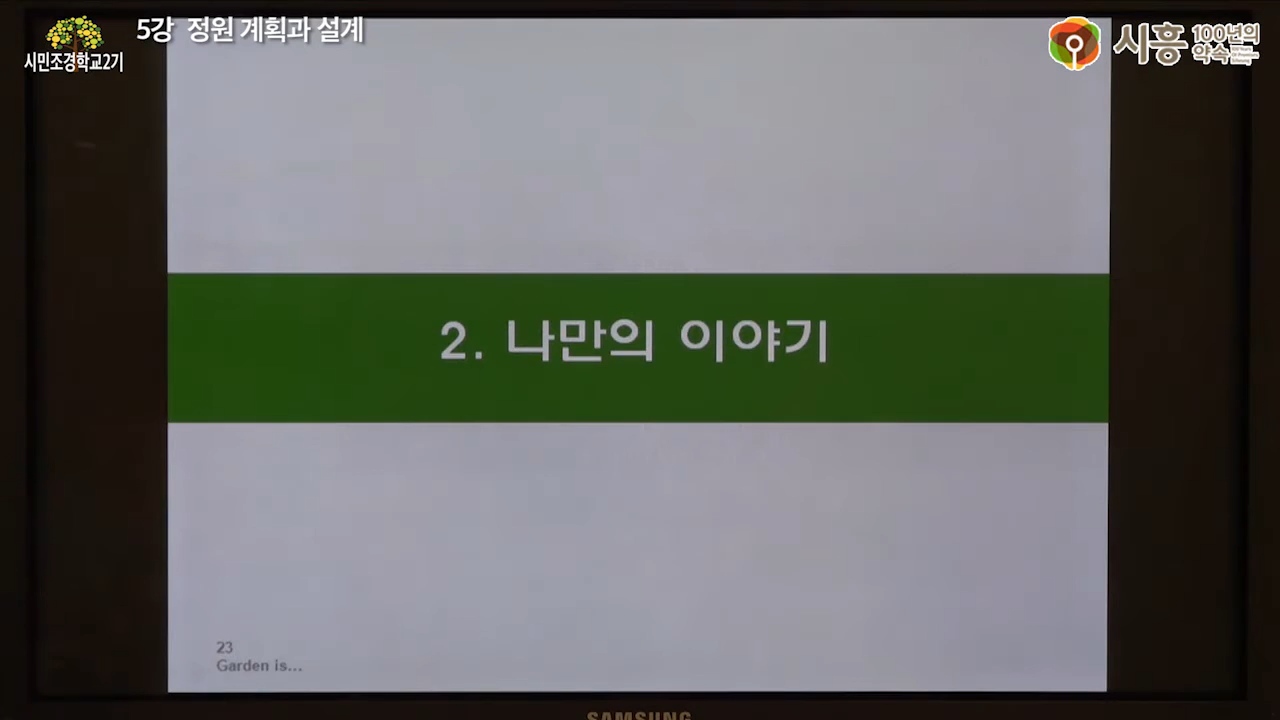 5강 정원 계획과 설계
시민조경학교2기
시흥 100년의 약속
2. 나만의 이야기
23
Garden is...
SAMSUNG